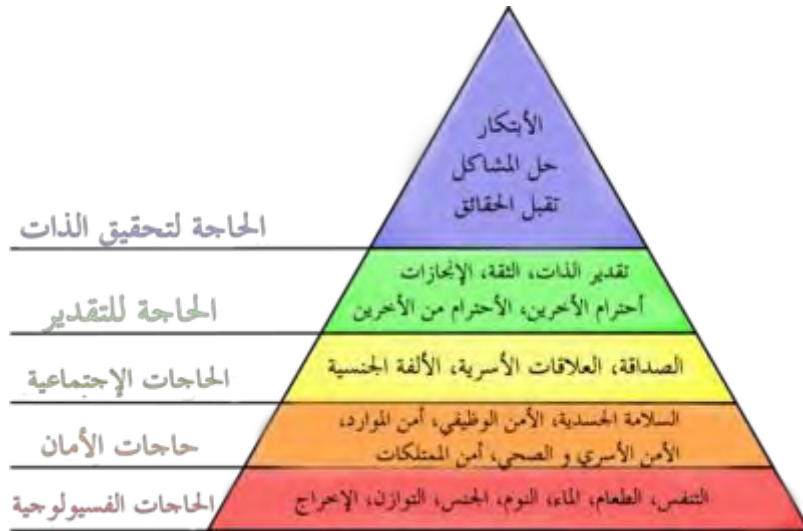 الأبتكار
حل المشاكل
تقبل الحقائق
الحاجة لتحقيق الذات
تقدير الذات، الثقة، الإنجازات
أحترام الأخرين، الأحترام من الأخرين
الحاجة للتقدير
الصداقة، العلاقات الأسرية، الألفة الجنسية
الحاجات الإجتماعية
السلامة الجسدية، الأمن الوظيفي، أمن الموارد،
الأمن الأسري و الصحي، أمن الممتلكات
حاجات الأمان
التنفس، الطعام، الماء، النوم، الجنس، التوازن، الإخراج
الحاجات الفسيولوجية